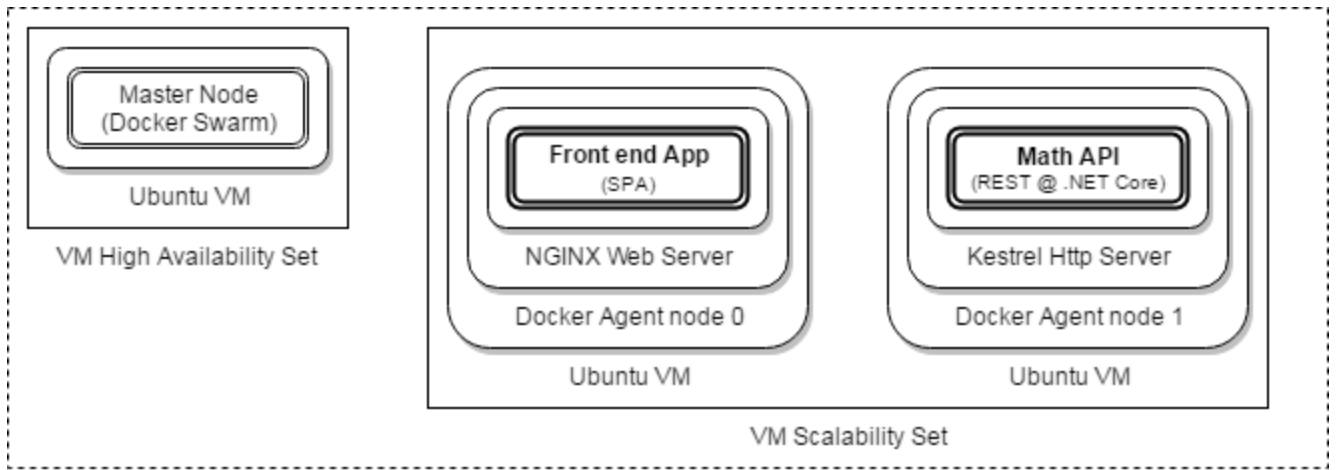 Master Node
(Docker Swarm)
Ubuntu VM
VM High Availability Set
Front end App
(SPA)
NGINX Web Server
Docker Agent node 0
Ubuntu VM
Math API
(REST @ .NET Core)
Kestrel Http Server
Docker Agent node 1
Ubuntu VM
VM Scalability Set